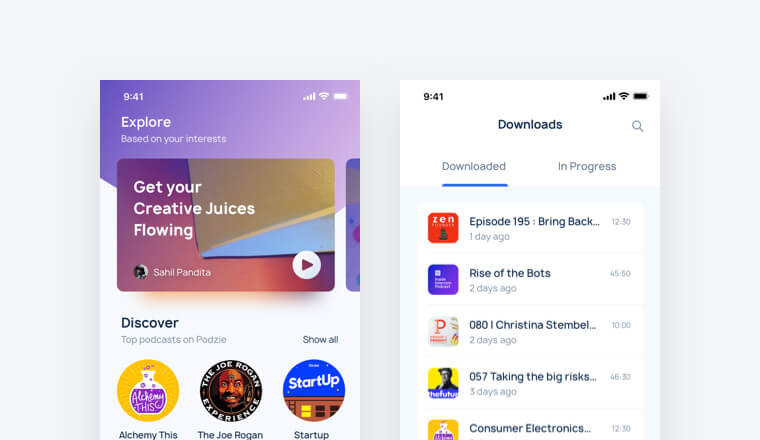 9:41
Explore
Based on your interests
Get your
Creative Juices
Flowing
Sahil Pandita
Discover
Top podcasts on Podzie
Show all
Alchemy
THIS
THE JOE ROGAN
EXPERIENCE
StartUp
Alchemy This
The Joe Rogan
Startup
9:41
Downloads
Downloaded
In Progress
zen
Episode 195 : Bring Back... 12:30
1 day ago
Inside
Intercom
Podcast
Rise of the Bots 45:50
2 days ago
080 | Christina Stembel... 10:00
2 days ago
thefutur
057 Taking the big risks... 46:30
3 days ago
Consumer Electronics... 12:30